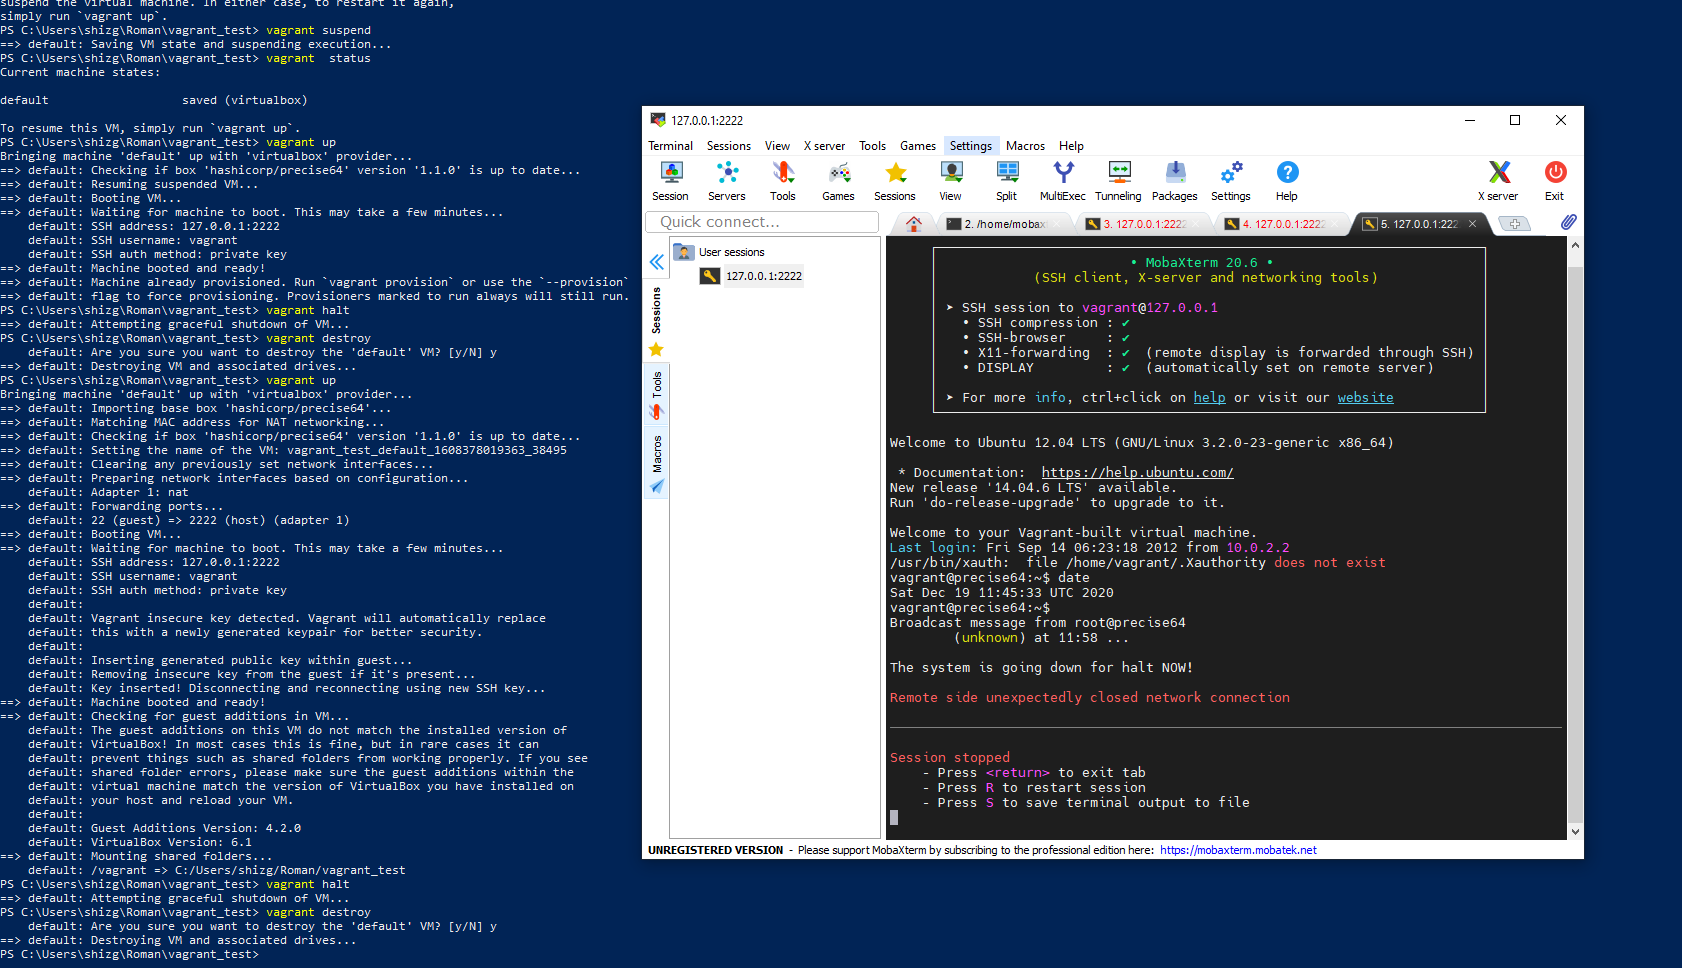 suspend the virtual machine. In either case, to restart it again,
simply run `vagrant up`.
PS C:\Users\shizg\Roman\vagrant_test> vagrant suspend
==> default: Saving VM state and suspending execution...
PS C:\Users\shizg\Roman\vagrant_test> vagrant  status
Current machine states:
default                   saved (virtualbox)
To resume this VM, simply run `vagrant up`.
PS C:\Users\shizg\Roman\vagrant_test> vagrant up
Bringing machine 'default' up with 'virtualbox' provider...
==> default: Checking if box 'hashicorp/precise64' version '1.1.0' is up to date...
==> default: Resuming suspended VM...
==> default: Booting VM...
==> default: Waiting for machine to boot. This may take a few minutes...
    default: SSH address: 127.0.0.1:2222
    default: SSH username: vagrant
    default: SSH auth method: private key
==> default: Machine booted and ready!
==> default: Machine already provisioned. Run `vagrant provision` or use the `--provision`
==> default: flag to force provisioning. Provisioners marked to run always will still run.
PS C:\Users\shizg\Roman\vagrant_test> vagrant halt
==> default: Attempting graceful shutdown of VM...
PS C:\Users\shizg\Roman\vagrant_test> vagrant destroy
    default: Are you sure you want to destroy the 'default' VM? [y/N] y
==> default: Destroying VM and associated drives...
PS C:\Users\shizg\Roman\vagrant_test> vagrant up
Bringing machine 'default' up with 'virtualbox' provider...
==> default: Importing base box 'hashicorp/precise64'...
==> default: Matching MAC address for NAT networking...
==> default: Checking if box 'hashicorp/precise64' version '1.1.0' is up to date...
==> default: Setting the name of the VM: vagrant_test_default_1608378019363_38495
==> default: Clearing any previously set network interfaces...
==> default: Preparing network interfaces based on configuration...
    default: Adapter 1: nat
==> default: Forwarding ports...
    default: 22 (guest) => 2222 (host) (adapter 1)
==> default: Booting VM...
==> default: Waiting for machine to boot. This may take a few minutes...
    default: SSH address: 127.0.0.1:2222
    default: SSH username: vagrant
    default: SSH auth method: private key
    default:
    default: Vagrant insecure key detected. Vagrant will automatically replace
    default: this with a newly generated keypair for better security.
    default:
    default: Inserting generated public key within guest...
    default: Removing insecure key from the guest if it's present...
    default: Key inserted! Disconnecting and reconnecting using new SSH key...
==> default: Machine booted and ready!
==> default: Checking for guest additions in VM...
    default: The guest additions on this VM do not match the installed version of
    default: VirtualBox! In most cases this is fine, but in rare cases it can
    default: prevent things such as shared folders from working properly. If you see
    default: shared folder errors, please make sure the guest additions within the
    default: virtual machine match the version of VirtualBox you have installed on
    default: your host and reload your VM.
    default:
    default: Guest Additions Version: 4.2.0
    default: VirtualBox Version: 6.1
==> default: Mounting shared folders...
    default: /vagrant => C:/Users/shizg/Roman/vagrant_test
PS C:\Users\shizg\Roman\vagrant_test> vagrant halt
==> default: Attempting graceful shutdown of VM...
PS C:\Users\shizg\Roman\vagrant_test> vagrant destroy
    default: Are you sure you want to destroy the 'default' VM? [y/N] y
==> default: Destroying VM and associated drives...
PS C:\Users\shizg\Roman\vagrant_test>
127.0.0.1:2222
Terminal Sessions View X server Tools Games Settings Macros Help
Session Servers Tools Games Sessions View Split MultiExec Tunneling Packages Settings Help X server Exit
Quick connect...
2. /home/mobaxt 3. 127.0.0.1:2222 4. 127.0.0.1:2222 5. 127.0.0.1:222
User sessions
127.0.0.1:2222
Sessions
Tools
Macros
• MobaXterm 20.6 •
(SSH client, X-server and networking tools)
➤ SSH session to vagrant@127.0.0.1
• SSH compression : ✔
• SSH-browser     : ✔
• X11-forwarding  : ✔  (remote display is forwarded through SSH)
• DISPLAY         : ✔  (automatically set on remote server)
➤ For more info, ctrl+click on help or visit our website
Welcome to Ubuntu 12.04 LTS (GNU/Linux 3.2.0-23-generic x86_64)
 * Documentation:  https://help.ubuntu.com/
New release '14.04.6 LTS' available.
Run 'do-release-upgrade' to upgrade to it.
Welcome to your Vagrant-built virtual machine.
Last login: Fri Sep 14 06:23:18 2012 from 10.0.2.2
/usr/bin/xauth:  file /home/vagrant/.Xauthority does not exist
vagrant@precise64:~$ date
Sat Dec 19 11:45:33 UTC 2020
vagrant@precise64:~$
Broadcast message from root@precise64
        (unknown) at 11:58 ...
The system is going down for halt NOW!
Remote side unexpectedly closed network connection
Session stopped
    - Press <return> to exit tab
    - Press R to restart session
    - Press S to save terminal output to file
UNREGISTERED VERSION - Please support MobaXterm by subscribing to the professional edition here: https://mobaxterm.mobatek.net